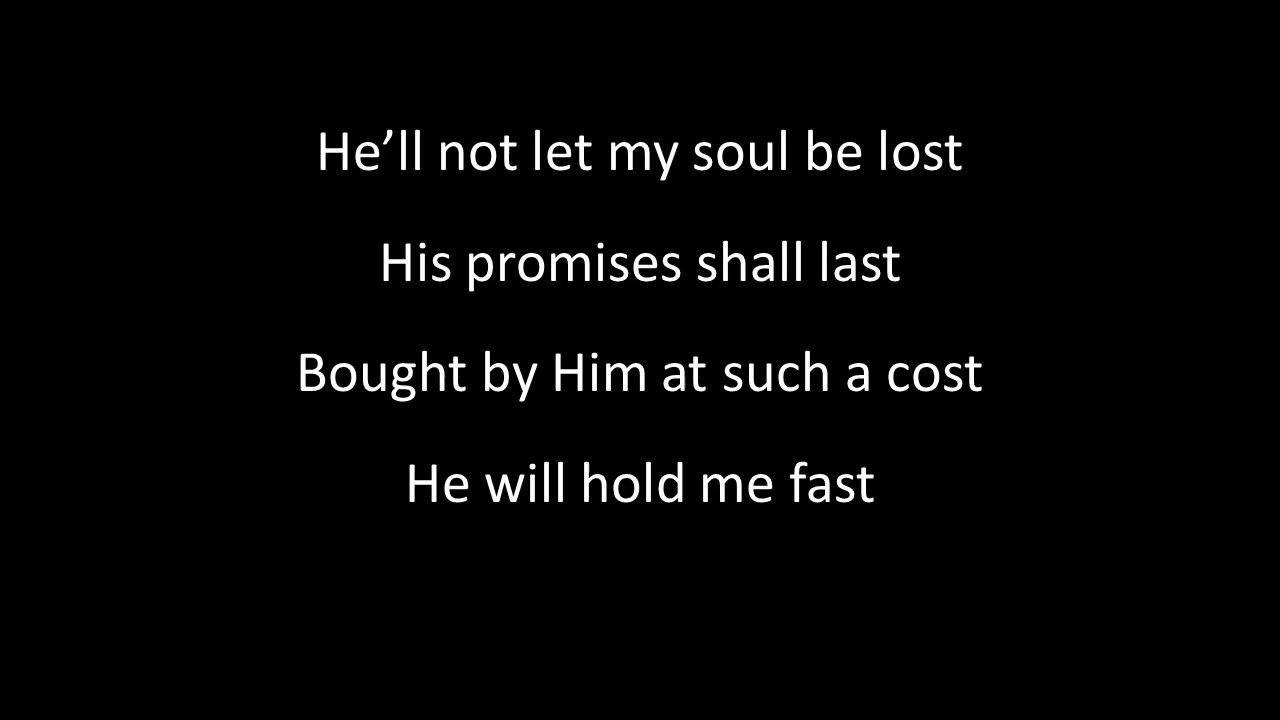 He’ll not let my soul be lost
His promises shall last
Bought by Him at such a cost
He will hold me fast